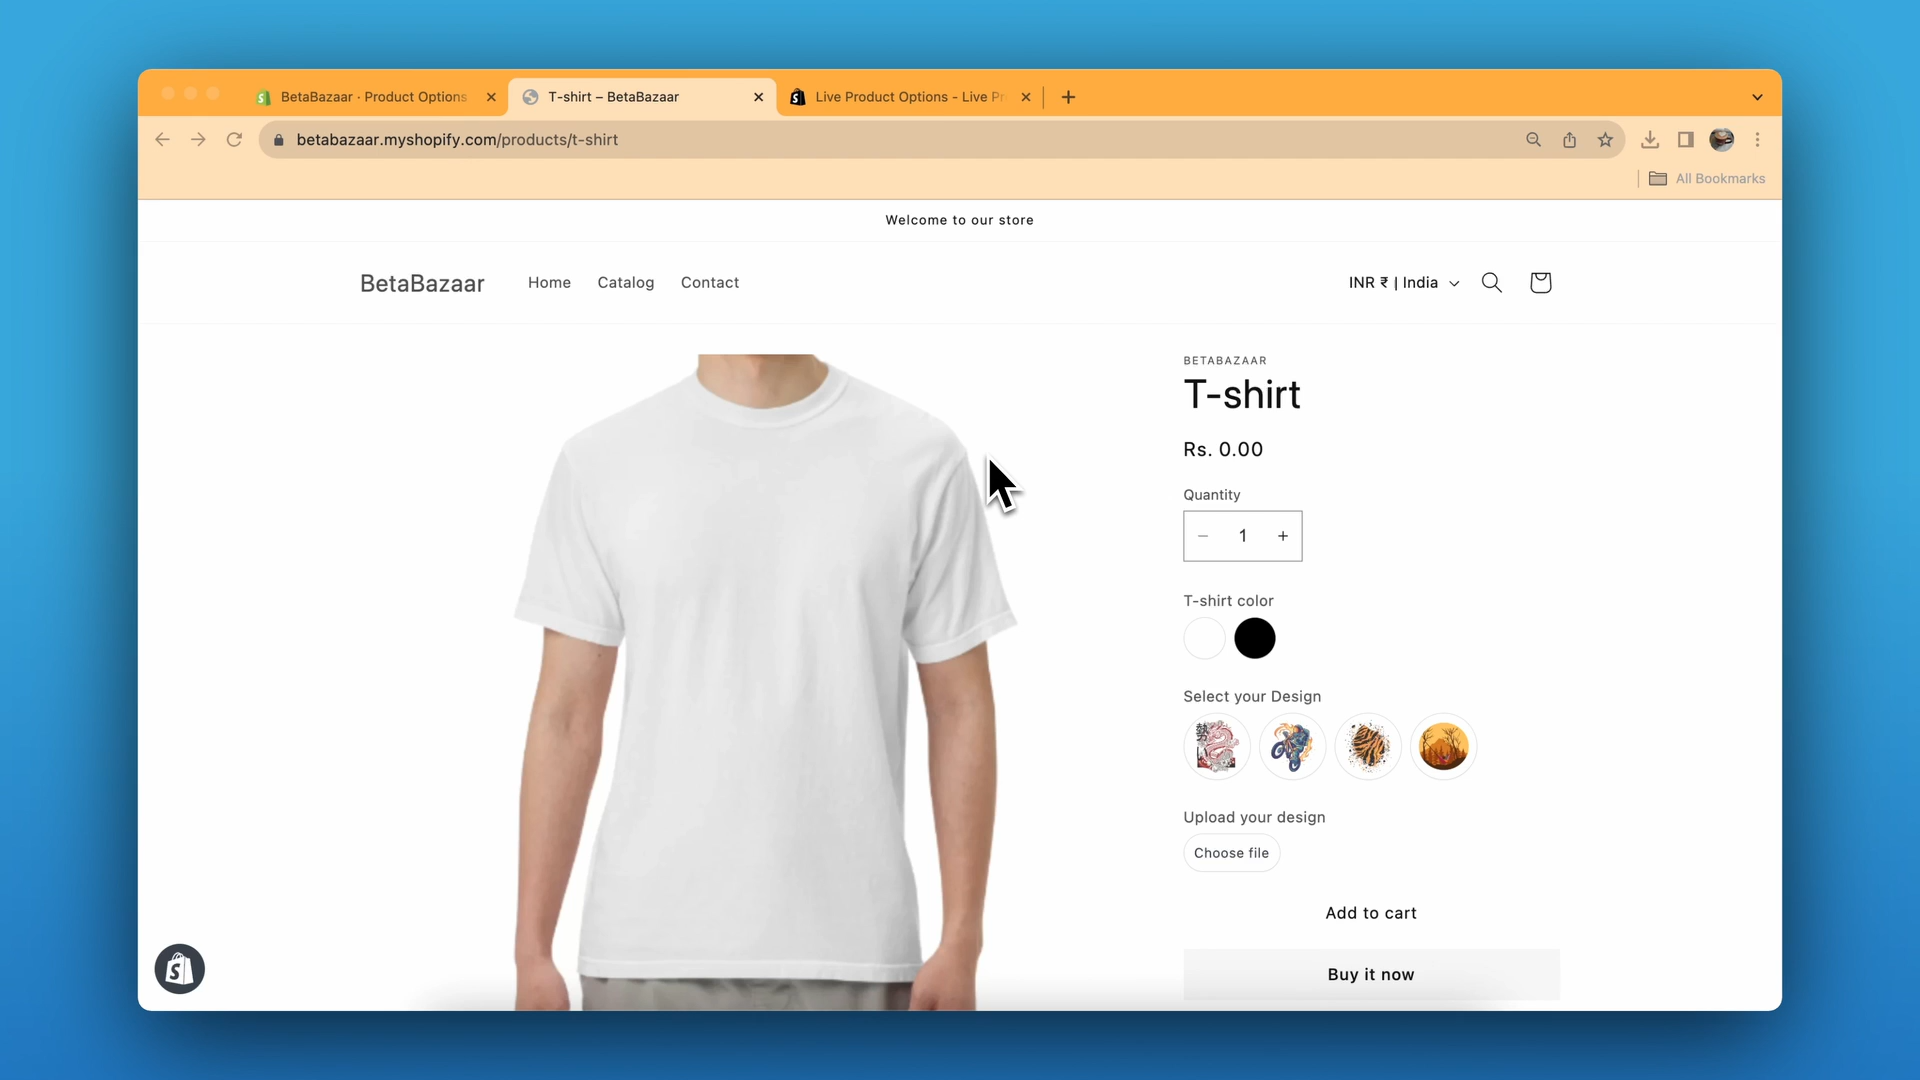 BetaBazaar · Product Options
T-shirt – BetaBazaar
Live Product Options - Live Pr
betabazaar.myshopify.com/products/t-shirt
All Bookmarks
Welcome to our store
BetaBazaar
Home
Catalog
Contact
INR ₹ | India
BETABAZAAR
T-shirt
Rs. 0.00
Quantity
1
T-shirt color
Select your Design
勢
Upload your design
Choose file
Add to cart
Buy it now